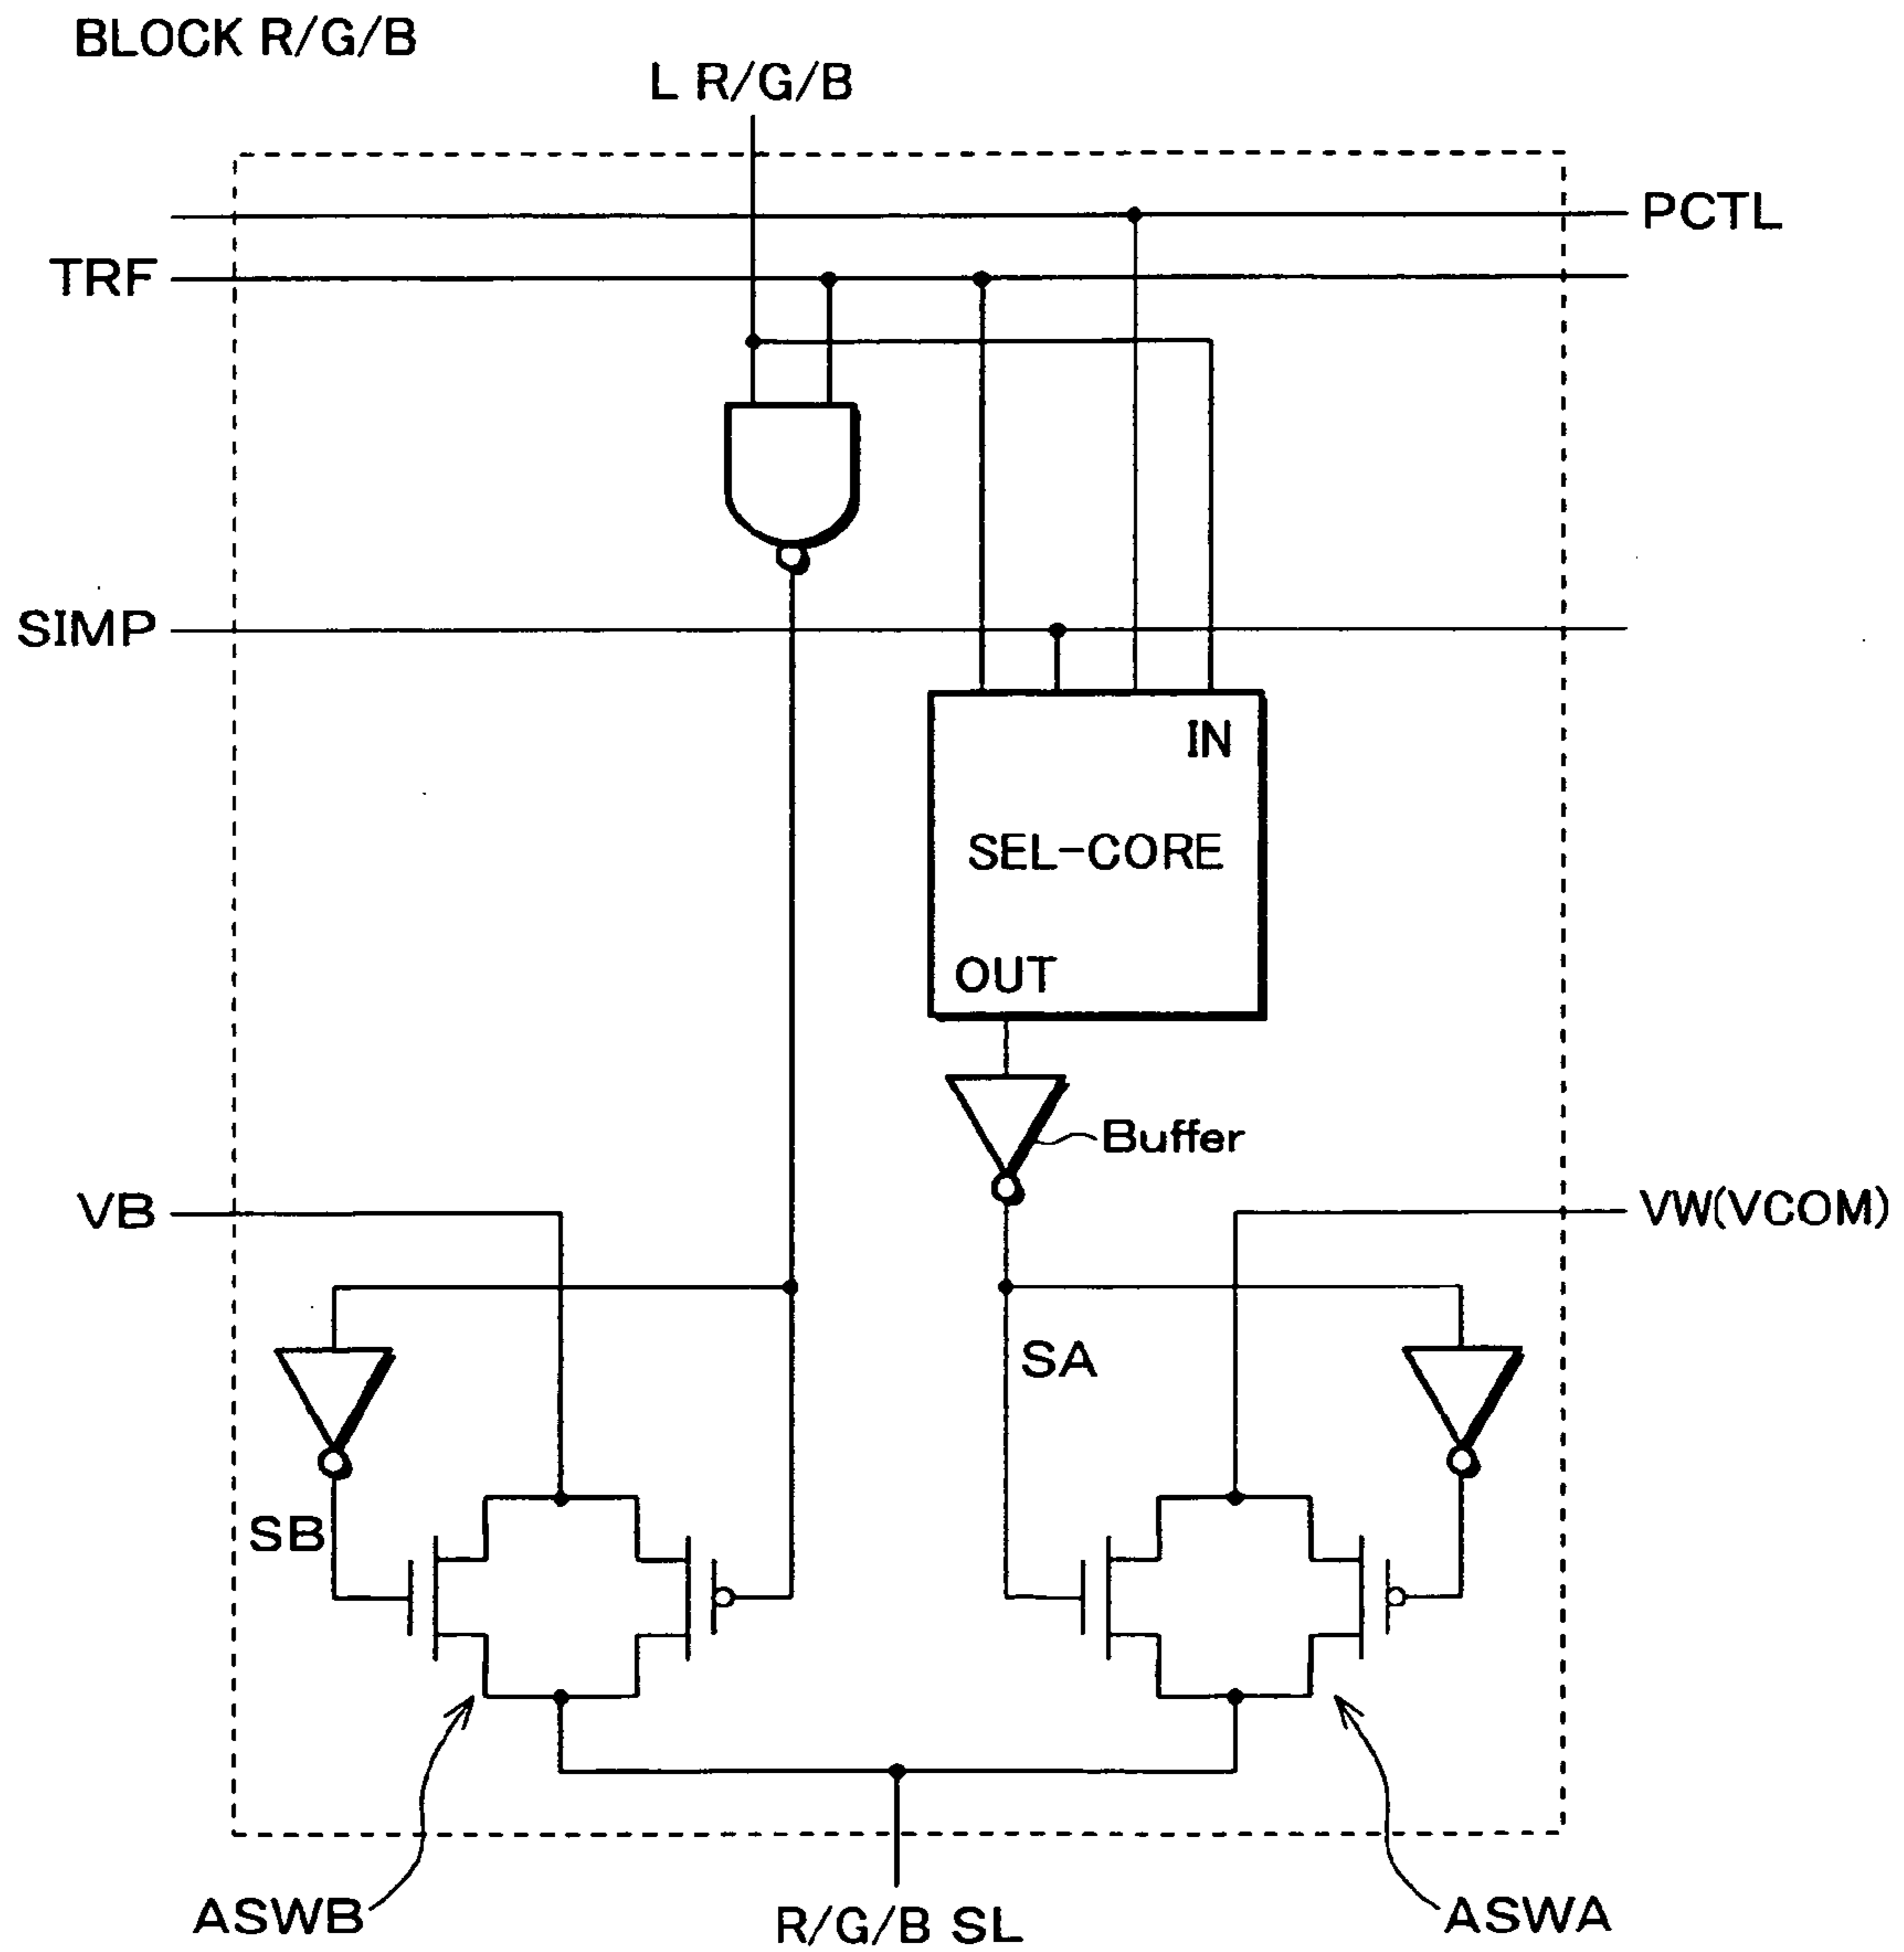 BLOCK R/G/B
L R/G/B
PCTL
TRF
SIMP
IN
SEL-CORE
OUT
Buffer
VB
VW(VCOM)
SA
SB
ASWB
R/G/B SL
ASWA